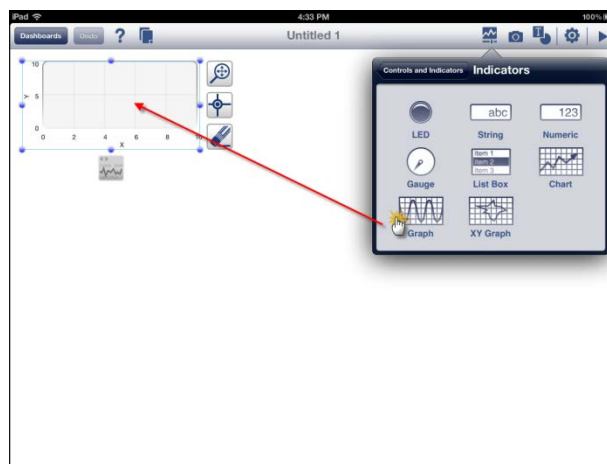 iPad 4:33 PM 100%
Dashboards Undo ? Untitled 1
Controls and Indicators Indicators
abc 123
LED String Numeric
Item 1
Item 2
Item 3
Gauge List Box Chart
Graph XY Graph
10
Y 5
0
0 2 4 6 8 10
X